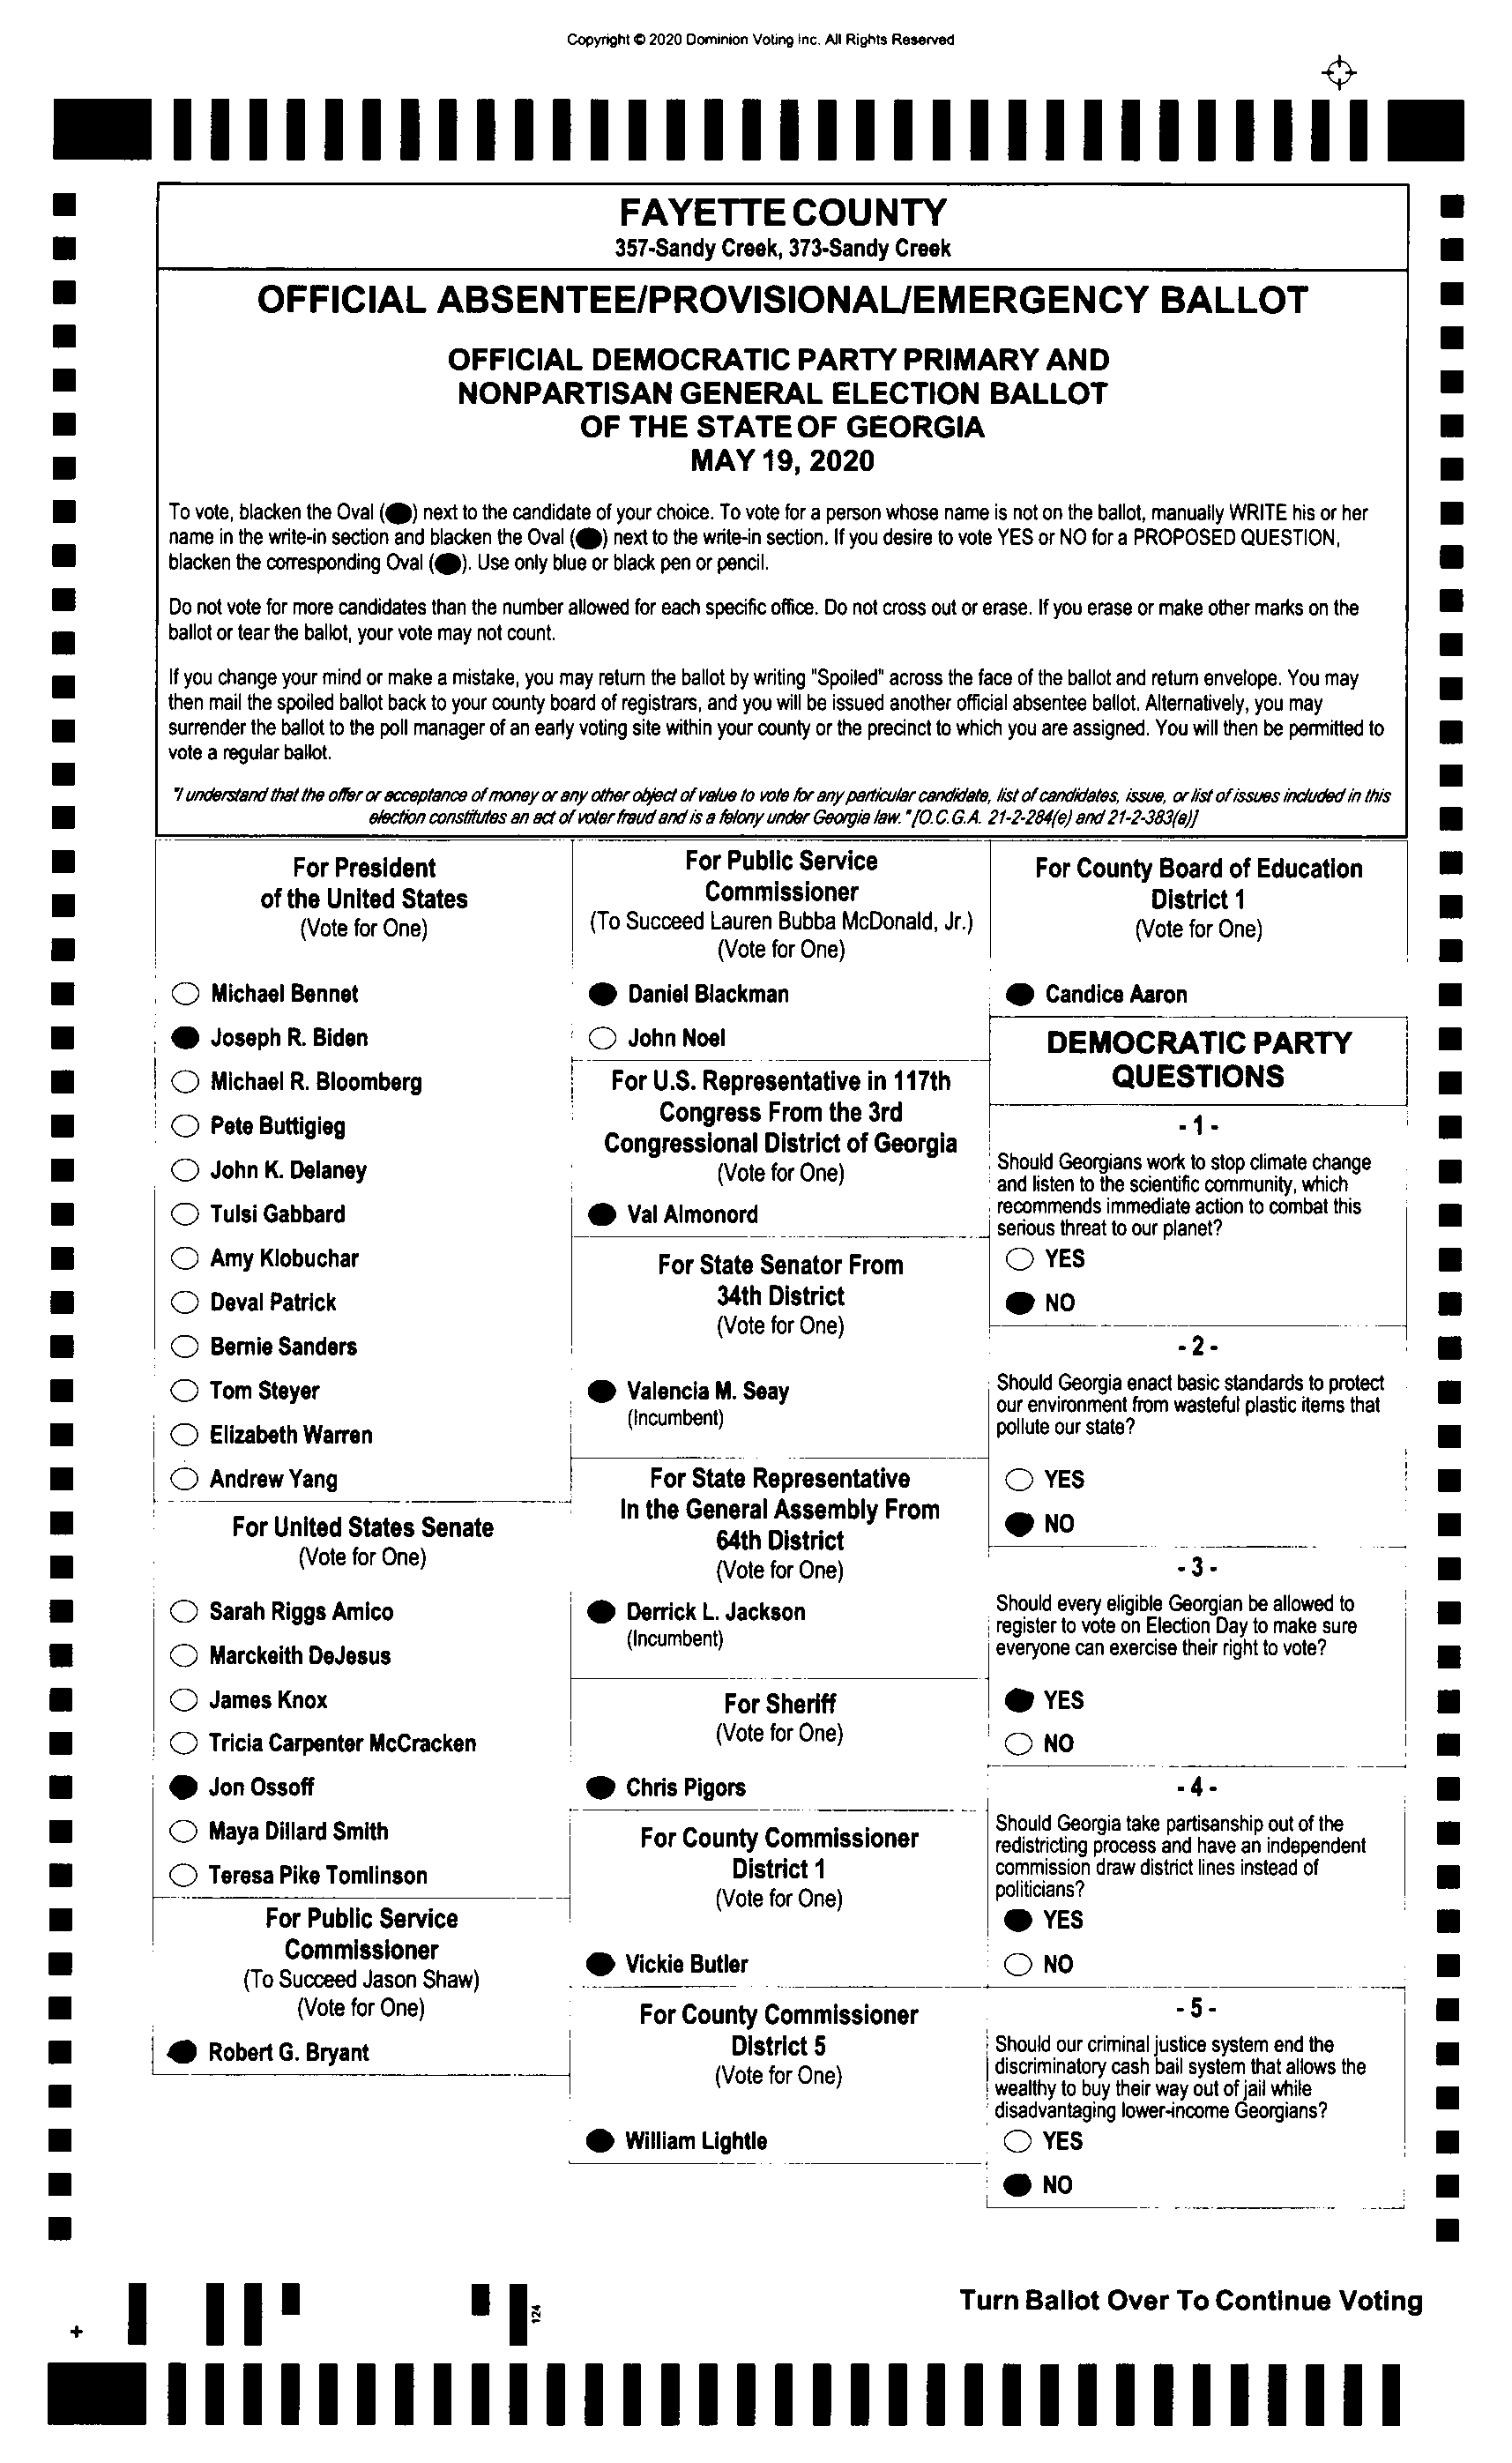 Copyright © 2020 Dominion Voting Inc. All Rights Reserved
FAYETTE COUNTY
357-Sandy Creek, 373-Sandy Creek
OFFICIAL ABSENTEE/PROVISIONAL/EMERGENCY BALLOT
OFFICIAL DEMOCRATIC PARTY PRIMARY AND
NONPARTISAN GENERAL ELECTION BALLOT
OF THE STATE OF GEORGIA
MAY 19, 2020
To vote, blacken the Oval ( ) next to the candidate of your choice. To vote for a person whose name is not on the ballot, manually WRITE his or her
name in the write-in section and blacken the Oval ( ) next to the write-in section. If you desire to vote YES or NO for a PROPOSED QUESTION,
blacken the corresponding Oval ( ). Use only blue or black pen or pencil.
Do not vote for more candidates than the number allowed for each specific office. Do not cross out or erase. If you erase or make other marks on the
ballot or tear the ballot, your vote may not count.
If you change your mind or make a mistake, you may return the ballot by writing "Spoiled" across the face of the ballot and return envelope. You may
then mail the spoiled ballot back to your county board of registrars, and you will be issued another official absentee ballot. Alternatively, you may
surrender the ballot to the poll manager of an early voting site within your county or the precinct to which you are assigned. You will then be permitted to
vote a regular ballot.
"I understand that the offer or acceptance of money or any other object of value to vote for any particular candidate, list of candidates, issue, or list of issues included in this
election constitutes an act of voter fraud and is a felony under Georgia law." [O.C.G.A. 21-2-284(e) and 21-2-383(a)]
For President
of the United States
(Vote for One)
Michael Bennet
Joseph R. Biden
Michael R. Bloomberg
Pete Buttigieg
John K. Delaney
Tulsi Gabbard
Amy Klobuchar
Deval Patrick
Bernie Sanders
Tom Steyer
Elizabeth Warren
Andrew Yang
For United States Senate
(Vote for One)
Sarah Riggs Amico
Marckeith DeJesus
James Knox
Tricia Carpenter McCracken
Jon Ossoff
Maya Dillard Smith
Teresa Pike Tomlinson
For Public Service
Commissioner
(To Succeed Jason Shaw)
(Vote for One)
Robert G. Bryant
For Public Service
Commissioner
(To Succeed Lauren Bubba McDonald, Jr.)
(Vote for One)
Daniel Blackman
John Noel
For U.S. Representative in 117th
Congress From the 3rd
Congressional District of Georgia
(Vote for One)
Val Almonord
For State Senator From
34th District
(Vote for One)
Valencia M. Seay
(Incumbent)
For State Representative
In the General Assembly From
64th District
(Vote for One)
Derrick L. Jackson
(Incumbent)
For Sheriff
(Vote for One)
Chris Pigors
For County Commissioner
District 1
(Vote for One)
Vickie Butler
For County Commissioner
District 5
(Vote for One)
William Lightle
For County Board of Education
District 1
(Vote for One)
Candice Aaron
DEMOCRATIC PARTY
QUESTIONS
- 1 -
Should Georgians work to stop climate change
and listen to the scientific community, which
recommends immediate action to combat this
serious threat to our planet?
YES
NO
- 2 -
Should Georgia enact basic standards to protect
our environment from wasteful plastic items that
pollute our state?
YES
NO
- 3 -
Should every eligible Georgian be allowed to
register to vote on Election Day to make sure
everyone can exercise their right to vote?
YES
NO
- 4 -
Should Georgia take partisanship out of the
redistricting process and have an independent
commission draw district lines instead of
politicians?
YES
NO
- 5 -
Should our criminal justice system end the
discriminatory cash bail system that allows the
wealthy to buy their way out of jail while
disadvantaging lower-income Georgians?
YES
NO
124
Turn Ballot Over To Continue Voting